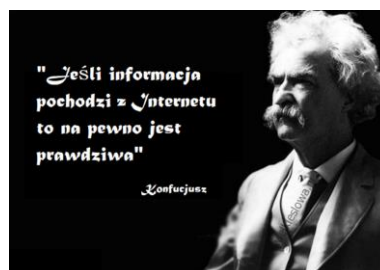 "Jeśli informacja
pochodzi z Internetu
to na pewno jest
prawdziwa"
Konfucjusz